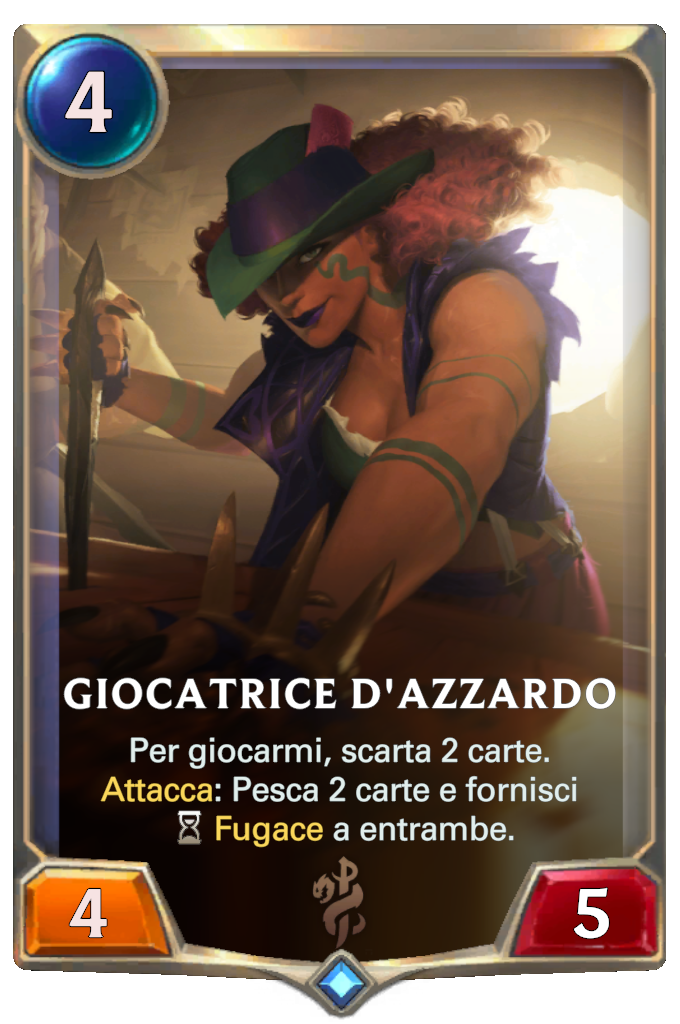 4
GIOCATRICE D'AZZARDO
Per giocarmi, scarta 2 carte.
Attacca: Pesca 2 carte e fornisci
Fugace a entrambe.
4
5